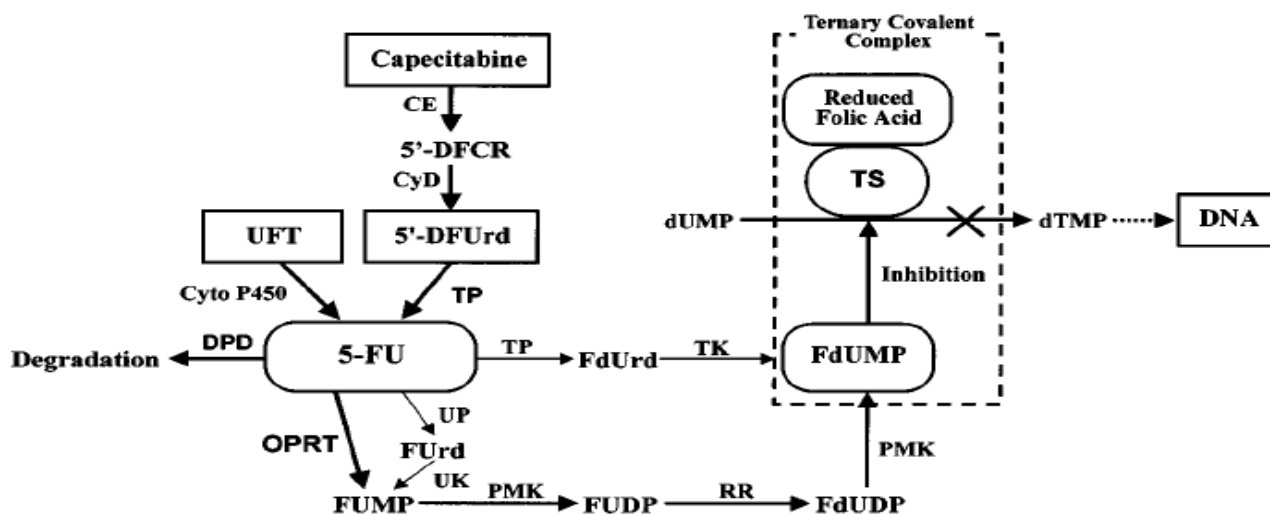 Ternary Covalent
Complex
Capecitabine
CE
Reduced
Folic Acid
5'-DFCR
CyD
TS
dUMP
dTMP
DNA
UFT
5'-DFUrd
Inhibition
Cyto P450
TP
DPD
Degradation
5-FU
TP
FdUrd
TK
FdUMP
UP
OPRT
FUrd
UK
PMK
FUMP
PMK
FUDP
RR
FdUDP